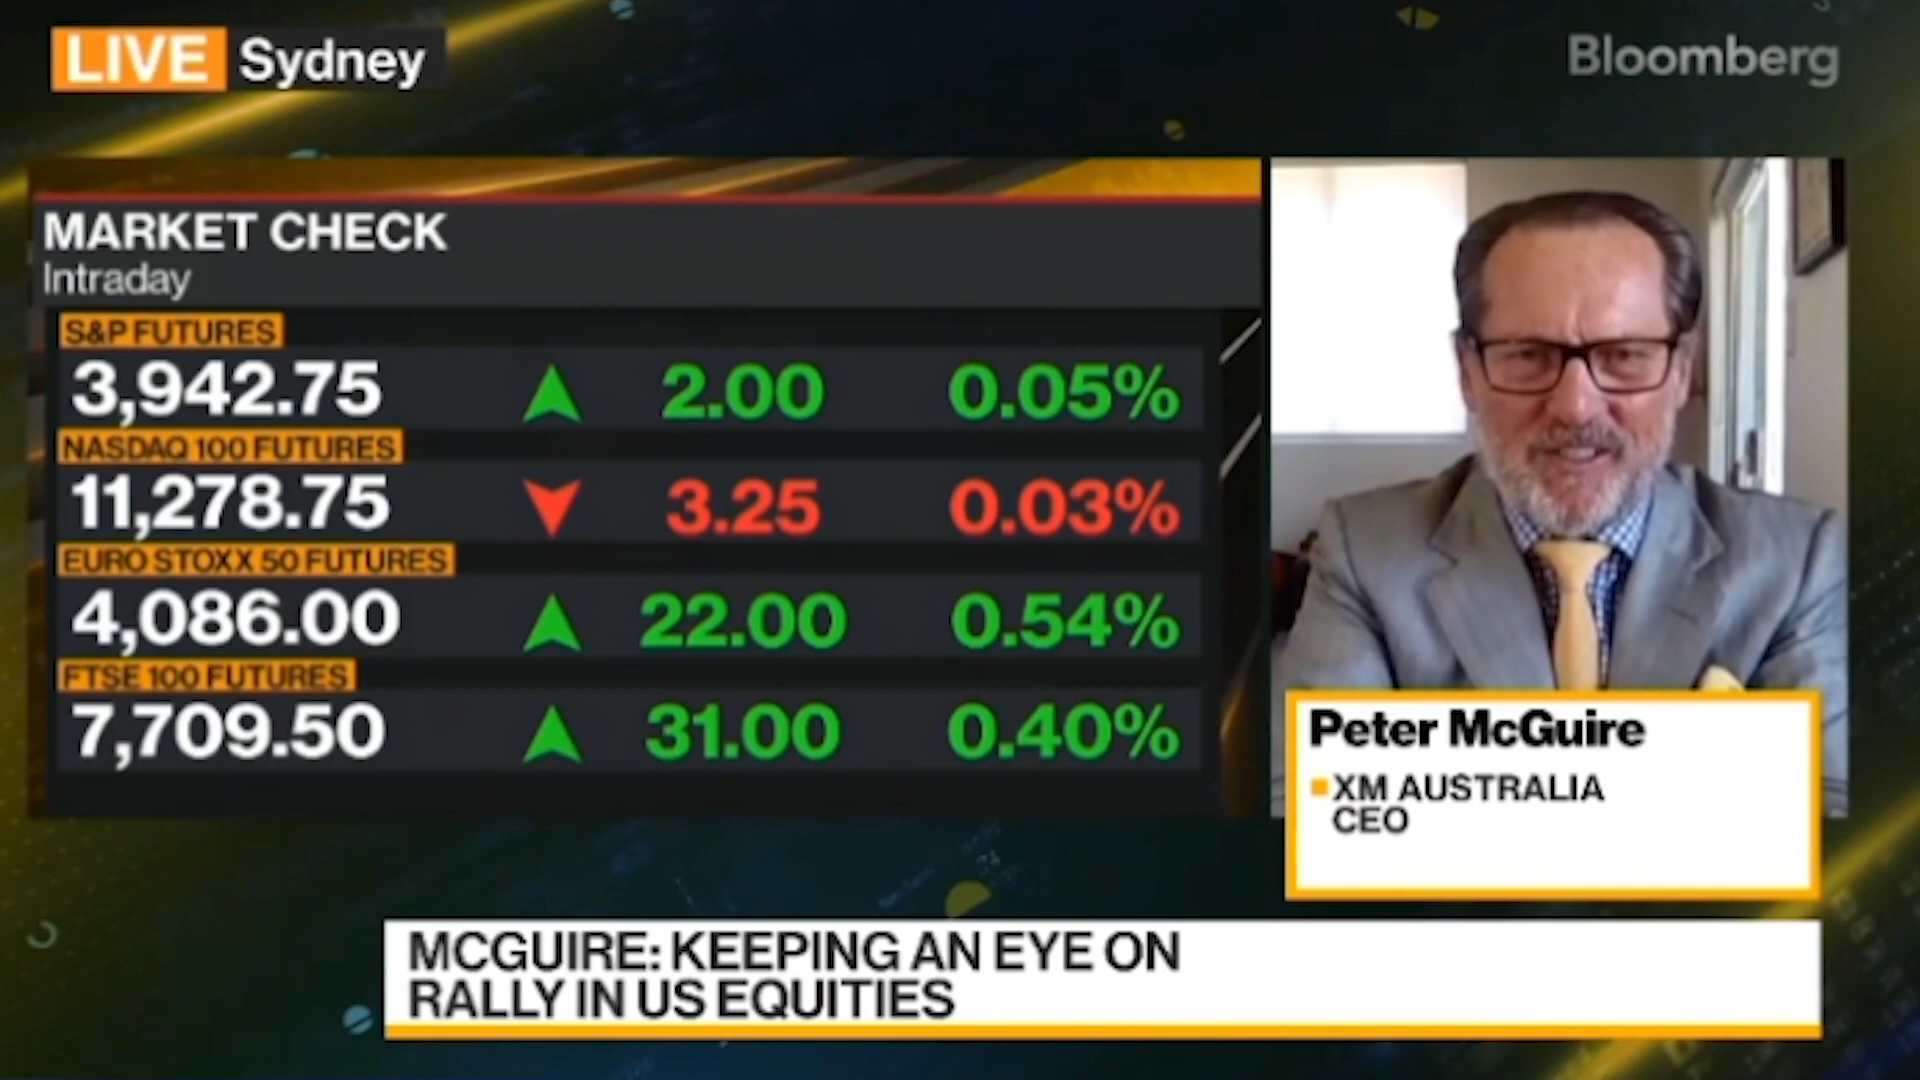 LIVE Sydney
Bloomberg
MARKET CHECK
Intraday
S&P FUTURES
3,942.75 2.00 0.05%
NASDAQ 100 FUTURES
11,278.75 3.25 0.03%
EURO STOXX 50 FUTURES
4,086.00 22.00 0.54%
FTSE 100 FUTURES
7,709.50 31.00 0.40%
Peter McGuire
XM AUSTRALIA
CEO
MCGUIRE: KEEPING AN EYE ON
RALLY IN US EQUITIES